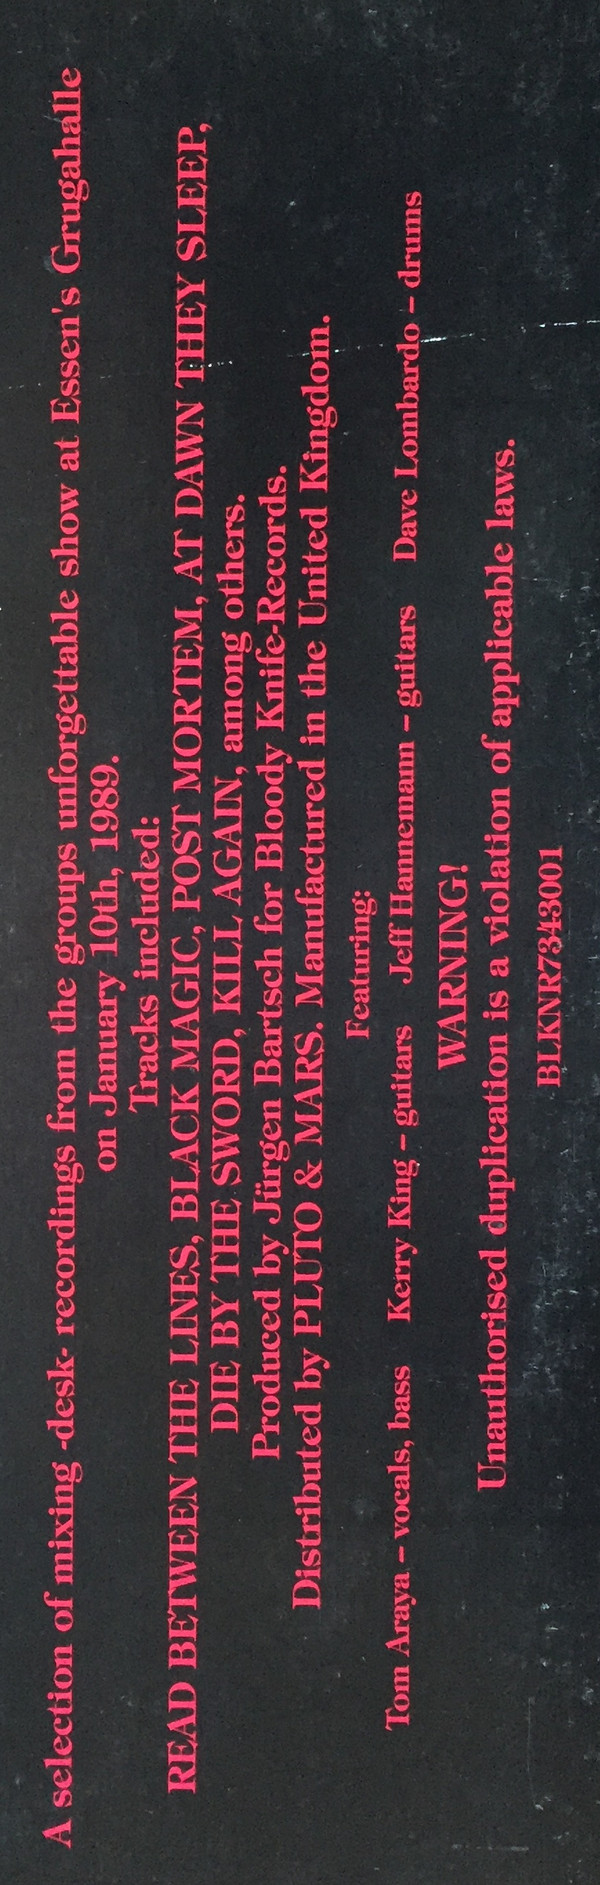 A selection of mixing -desk- recordings from the groups unforgettable show at Essen's Grugahalle
on January 10th, 1989.
Tracks included:
READ BETWEEN THE LINES, BLACK MAGIC, POST MORTEM, AT DAWN THEY SLEEP,
DIE BY THE SWORD, KILL AGAIN, among others.
Produced by Jürgen Bartsch for Bloody Knife-Records.
Distributed by PLUTO & MARS. Manufactured in the United Kingdom.
Featuring:
Tom Araya – vocals, bass Kerry King – guitars Jeff Hannemann – guitars Dave Lombardo – drums
WARNING!
Unauthorised duplication is a violation of applicable laws.
BLKNR7343001